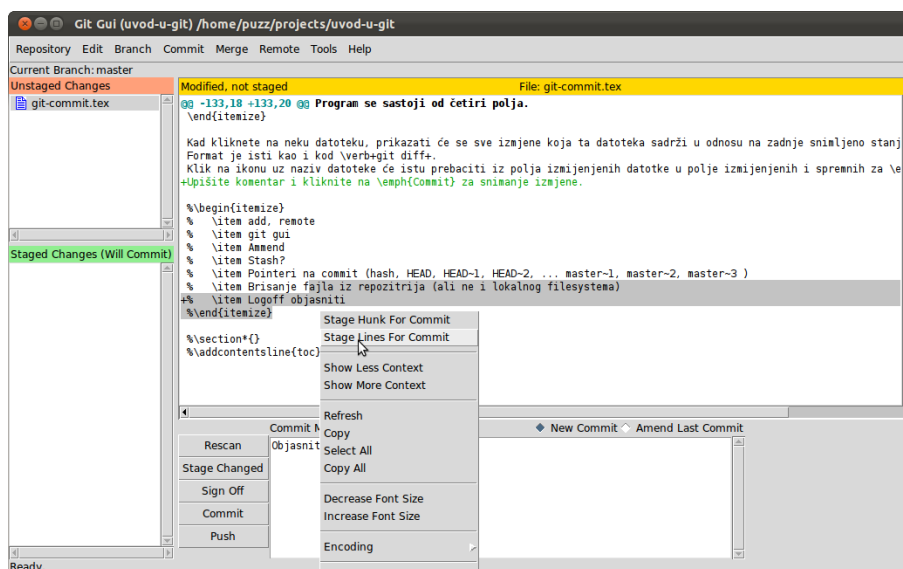 Git Gui (uvod-u-git) /home/puzz/projects/uvod-u-git
Repository Edit Branch Commit Merge Remote Tools Help
Current Branch: master
Unstaged Changes
git-commit.tex
Staged Changes (Will Commit)
Modified, not staged File: git-commit.tex
@@ -133,18 +133,20 @@ Program se sastoji od četiri polja.
\end{itemize}
Kad kliknete na neku datoteku, prikazati će se sve izmjene koja ta datoteka sadrži u odnosu na zadnje snimljeno stanj
Format je isti kao i kod \verb+git diff+.
Klik na ikonu uz naziv datoteke će istu prebaciti iz polja izmijenjenih datotke u polje izmijenjenih i spremnih za \e
+Upišite komentar i kliknite na \emph{Commit} za snimanje izmjene.
%\begin{itemize}
% \item add, remote
% \item git gui
% \item Ammend
% \item Stash?
% \item Pointeri na commit (hash, HEAD, HEAD~1, HEAD~2, ... master~1, master~2, master~3 )
% \item Brisanje fajla iz repozitrija (ali ne i lokalnog filesystema)
+% \item Logoff objasniti
%\end{itemize}
%\section*{}
%\addcontentsline{toc}
Stage Hunk For Commit
Stage Lines For Commit
Show Less Context
Show More Context
Refresh
Copy
Select All
Copy All
Decrease Font Size
Increase Font Size
Encoding
Commit M
New Commit Amend Last Commit
Objasnit
Rescan
Stage Changed
Sign Off
Commit
Push
Ready